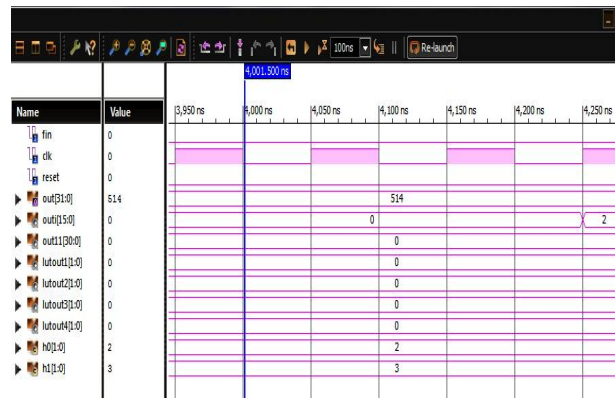 100ns
Re-launch
4,001.500 ns
Name Value 3,950 ns 4,000 ns 4,050 ns 4,100 ns 4,150 ns 4,200 ns 4,250 ns
fin 0
clk 0
reset 0
out[31:0] 514 514
outi[15:0] 0 0 2
out11[30:0] 0 0
lutout1[1:0] 0 0
lutout2[1:0] 0 0
lutout3[1:0] 0 0
lutout4[1:0] 0 0
h0[1:0] 2 2
h1[1:0] 3 3